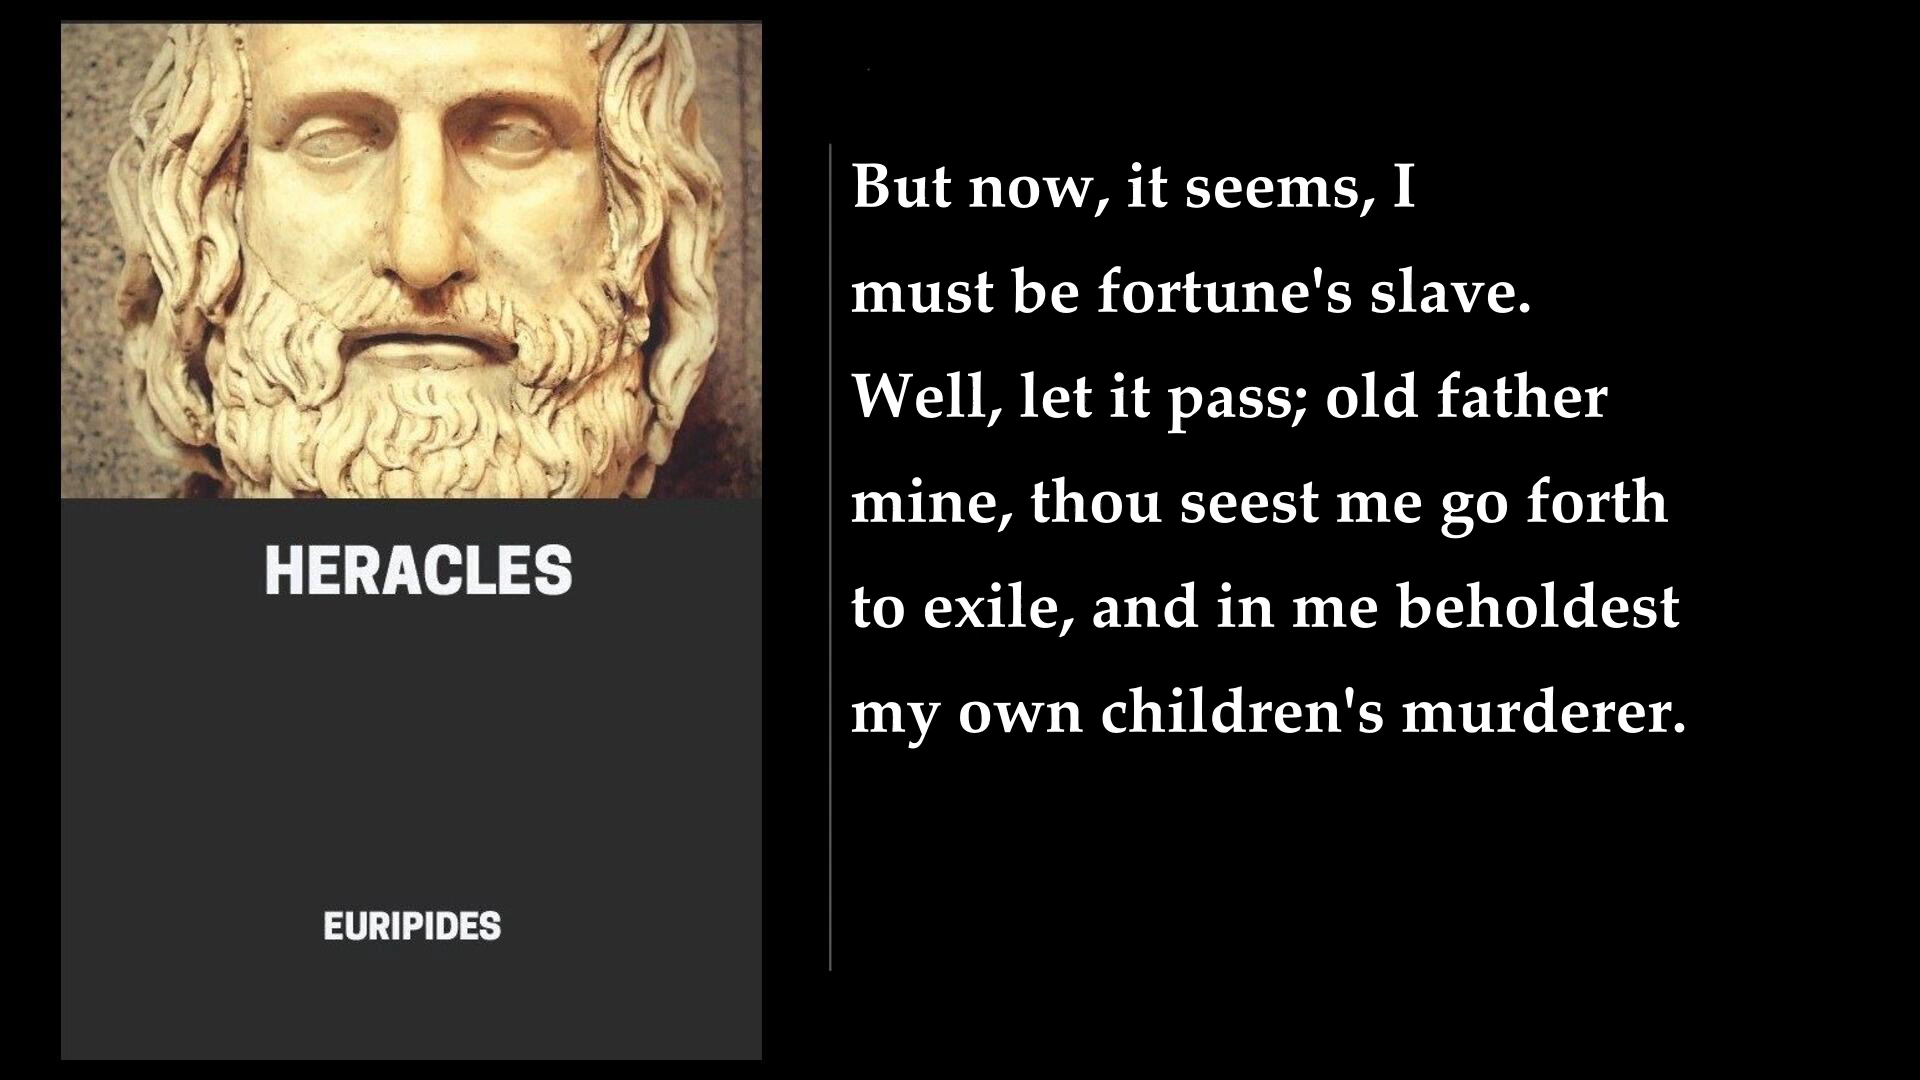 HERACLES
EURIPIDES
But now, it seems, I
must be fortune's slave.
Well, let it pass; old father
mine, thou seest me go forth
to exile, and in me beholdest
my own children's murderer.